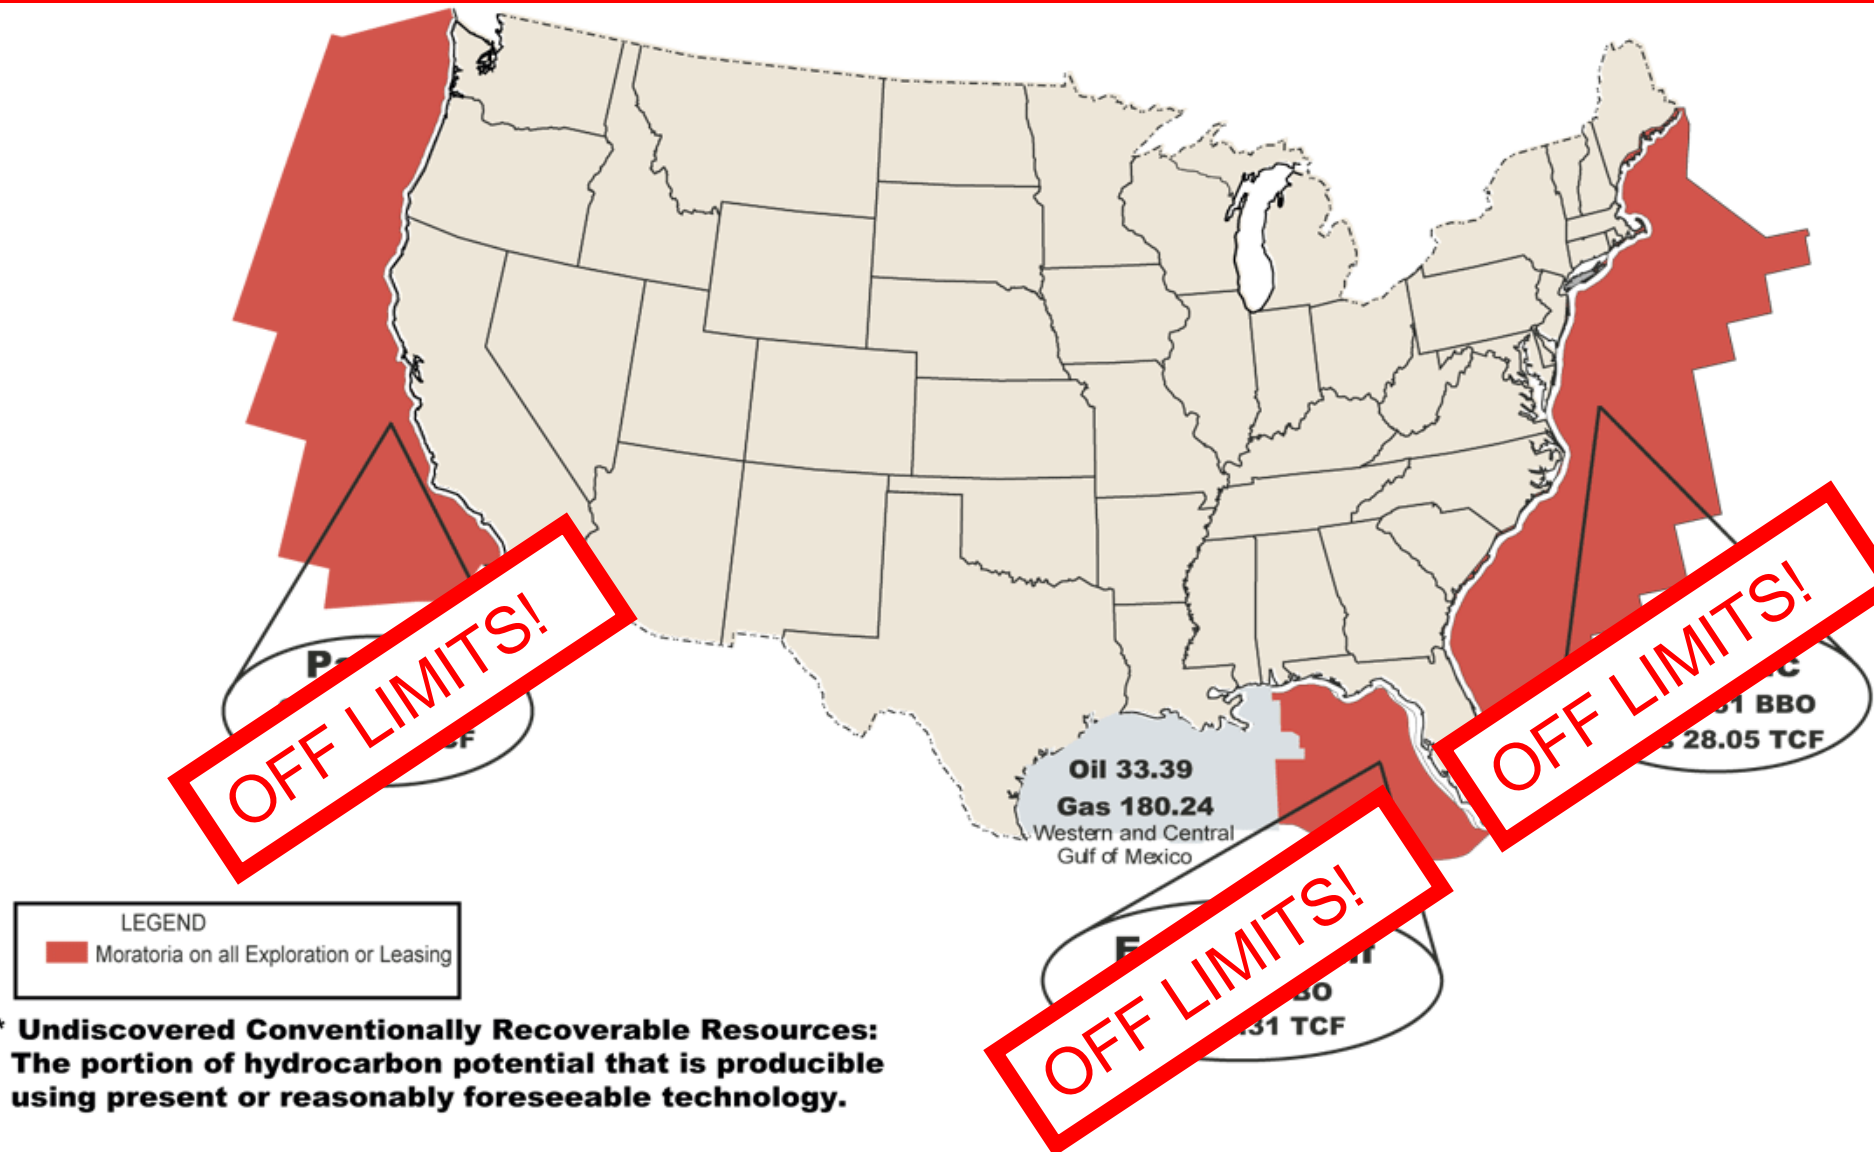 OFF LIMITS!
OFF LIMITS!
BBO
28.05 TCF
Oil 33.39
Gas 180.24
Western and Central
Gulf of Mexico
OFF LIMITS!
TCF
LEGEND
Moratoria on all Exploration or Leasing
* Undiscovered Conventionally Recoverable Resources:
The portion of hydrocarbon potential that is producible
using present or reasonably foreseeable technology.